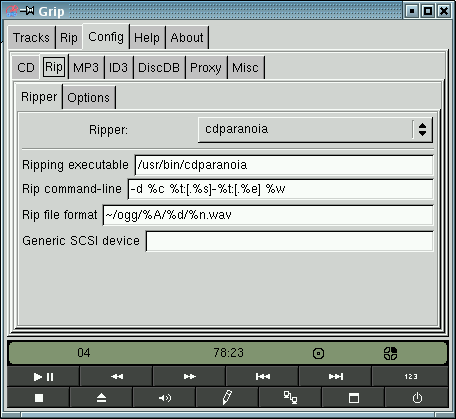 Grip
Tracks Rip Config Help About
CD Rip MP3 ID3 DiscDB Proxy Misc
Ripper Options
Ripper: cdparanoia
Ripping executable /usr/bin/cdparanoia
Rip command-line -d %c %t:[.%s]-%t:[.%e] %w
Rip file format ~/ogg/%A/%d/%n.wav
Generic SCSI device
04 78:23
123